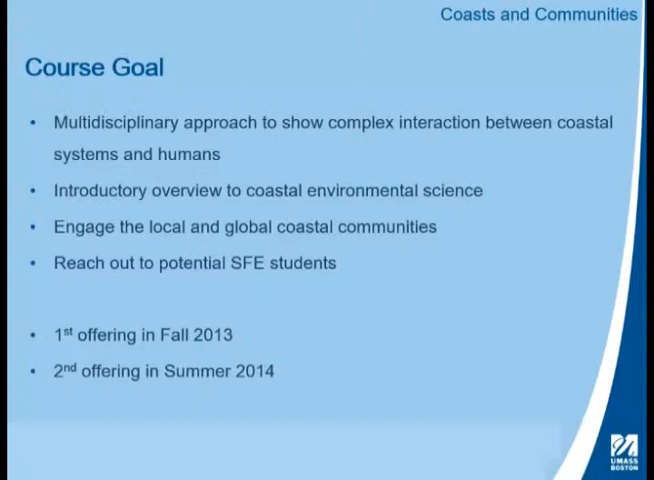 Coasts and Communities
Course Goal
• Multidisciplinary approach to show complex interaction between coastal
systems and humans
• Introductory overview to coastal environmental science
• Engage the local and global coastal communities
• Reach out to potential SFE students
• 1st offering in Fall 2013
• 2nd offering in Summer 2014
UMASS
BOSTON